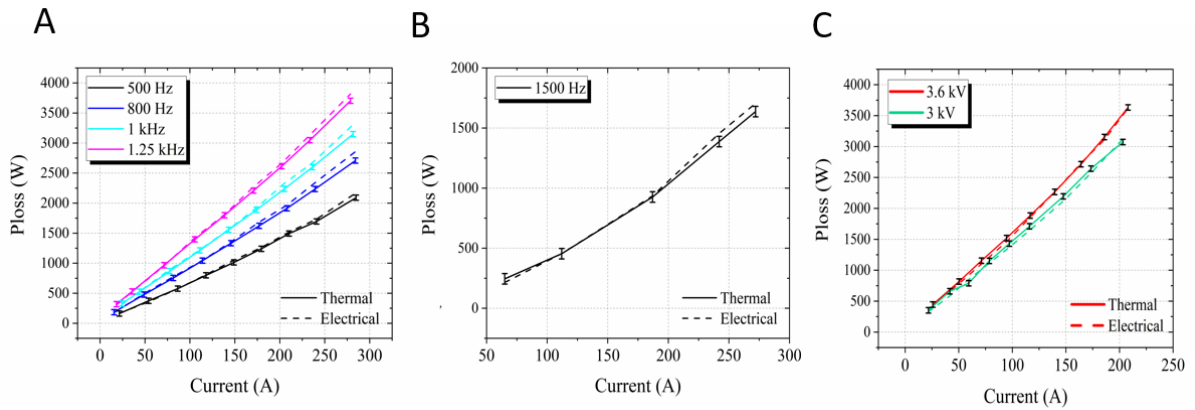 A
4000
3500
3000
2500
2000
1500
1000
500
0
Ploss (W)
500 Hz
800 Hz
1 kHz
1.25 kHz
Thermal
Electrical
0 50 100 150 200 250 300
Current (A)
B
2000
1500
1000
500
0
Ploss (W)
1500 Hz
Thermal
Electrical
50 100 150 200 250 300
Current (A)
C
4000
3500
3000
2500
2000
1500
1000
500
0
Ploss (W)
3.6 kV
3 kV
Thermal
Electrical
0 50 100 150 200 250
Current (A)